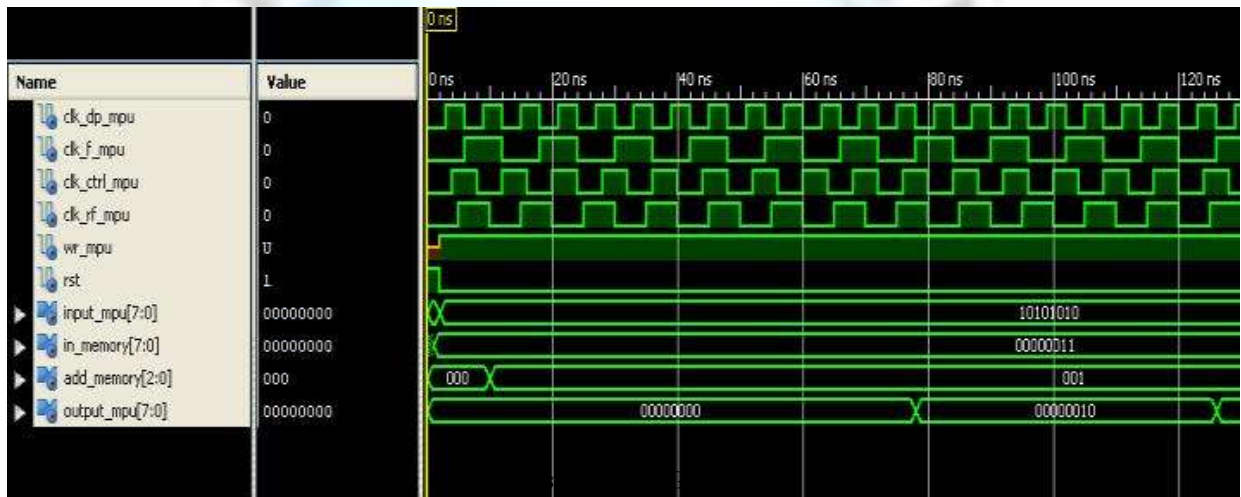 0 ns
Name Value 0 ns 20 ns 40 ns 60 ns 80 ns 100 ns 120 ns
clk_dp_mpu 0
clk_f_mpu 0
clk_ctrl_mpu 0
clk_rf_mpu 0
wr_mpu U
rst 1
input_mpu[7:0] 00000000 10101010
in_memory[7:0] 00000000 00000011
add_memory[2:0] 000 000 001
output_mpu[7:0] 00000000 00000000 00000010